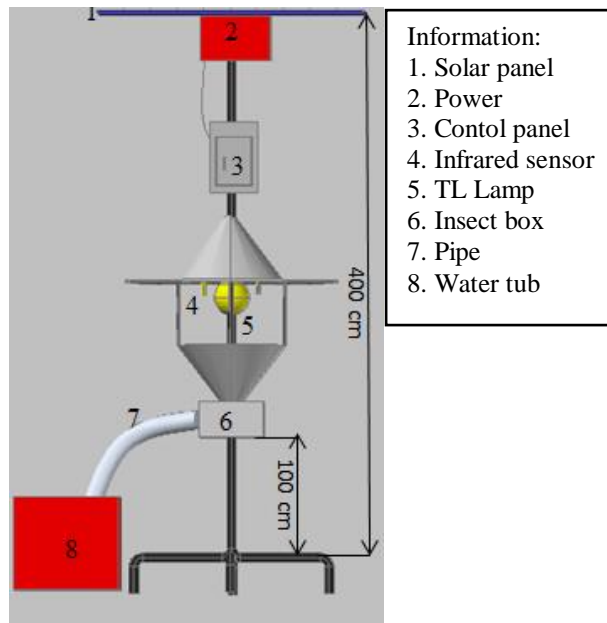 1
2
3
4
5
6
7
8
400 cm
100 cm
Information:
1. Solar panel
2. Power
3. Contol panel
4. Infrared sensor
5. TL Lamp
6. Insect box
7. Pipe
8. Water tub